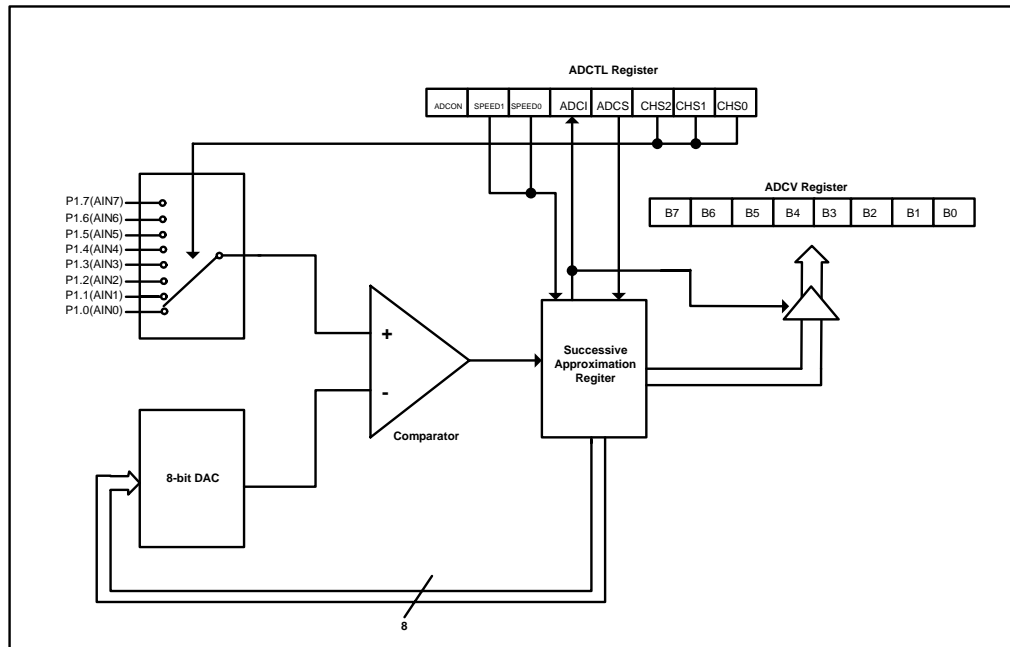 ADCTL Register
ADCON SPEED1 SPEED0 ADCI ADCS CHS2 CHS1 CHS0
ADCV Register
B7 B6 B5 B4 B3 B2 B1 B0
P1.7(AIN7)
P1.6(AIN6)
P1.5(AIN5)
P1.4(AIN4)
P1.3(AIN3)
P1.2(AIN2)
P1.1(AIN1)
P1.0(AIN0)
+
-
Comparator
Successive
Approximation
Regiter
8-bit DAC
8